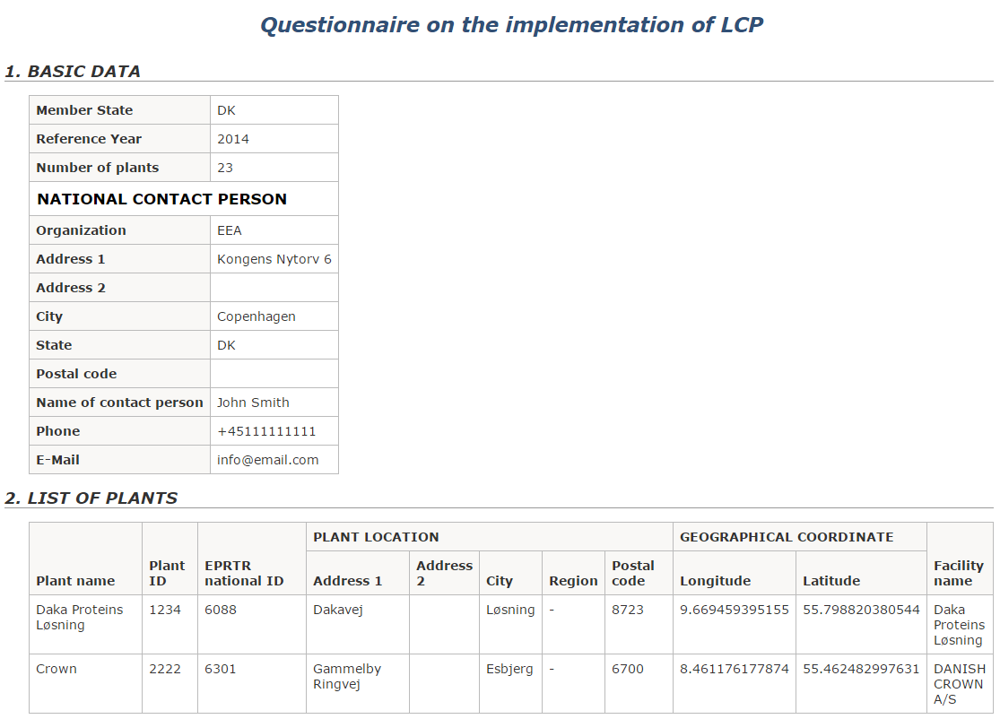 Questionnaire on the implementation of LCP
1. BASIC DATA
Member State DK
Reference Year 2014
Number of plants 23
NATIONAL CONTACT PERSON
Organization EEA
Address 1 Kongens Nytorv 6
Address 2
City Copenhagen
State DK
Postal code
Name of contact person John Smith
Phone +45111111111
E-Mail info@email.com
2. LIST OF PLANTS
PLANT LOCATION GEOGRAPHICAL COORDINATE
Plant name Plant ID EPRTR national ID Address 1 Address 2 City Region Postal code Longitude Latitude Facility name
Daka Proteins Løsning 1234 6088 Dakavej Løsning - 8723 9.669459395155 55.798820380544 Daka Proteins Løsning
Crown 2222 6301 Gammelby Ringvej Esbjerg - 6700 8.461176177874 55.462482997631 DANISH CROWN A/S